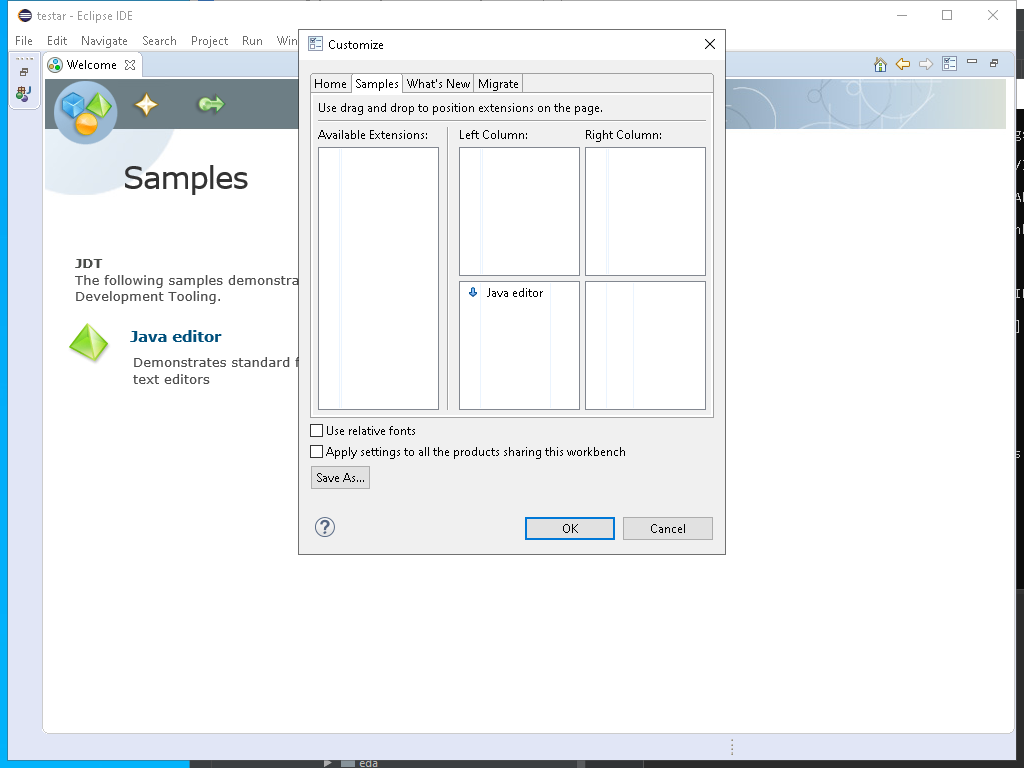 testar - Eclipse IDE
File Edit Navigate Search Project Run Win
Welcome
Samples
JDT
The following samples demonstra
Development Tooling.
Java editor
Demonstrates standard f
text editors
Customize
Home Samples What's New Migrate
Use drag and drop to position extensions on the page.
Available Extensions: Left Column: Right Column:
Java editor
Use relative fonts
Apply settings to all the products sharing this workbench
Save As...
? OK Cancel
eda